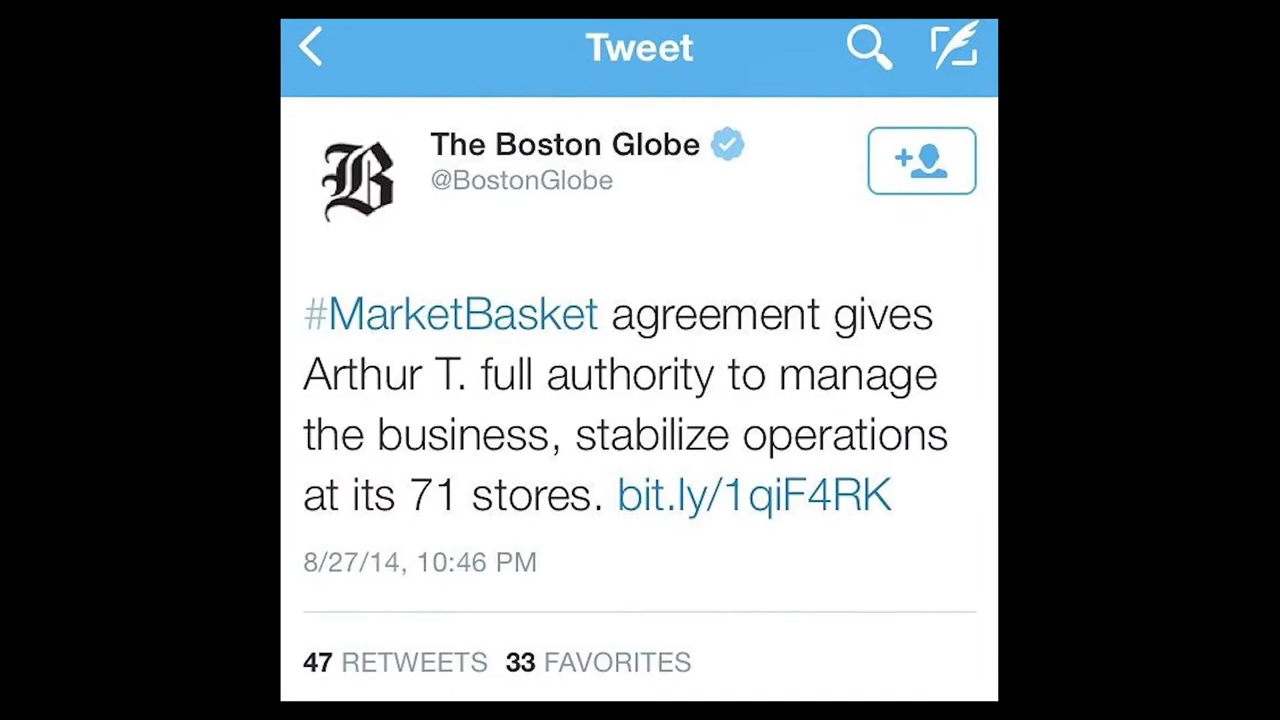 Tweet
The Boston Globe
@BostonGlobe
#MarketBasket agreement gives
Arthur T. full authority to manage
the business, stabilize operations
at its 71 stores. bit.ly/1qiF4RK
8/27/14, 10:46 PM
47 RETWEETS 33 FAVORITES